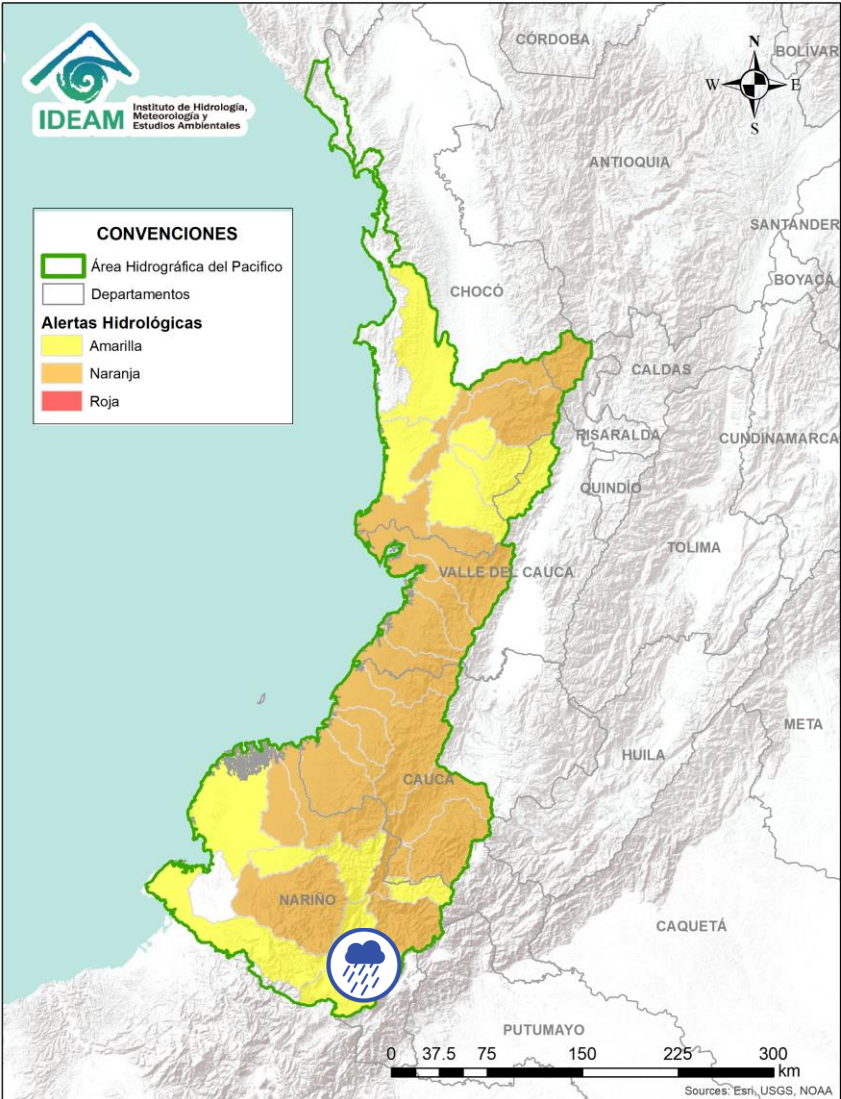 IDEAM
Instituto de Hidrología,
Meteorología y
Estudios Ambientales
CÓRDOBA
BOLÍVAR
N
W
E
S
ANTIOQUIA
SANTANDER
CONVENCIONES
Área Hidrográfica del Pacifico
Departamentos
Alertas Hidrológicas
Amarilla
Naranja
Roja
BOYACÁ
CHOCÓ
CALDAS
RISARALDA
CUNDINAMARCA
QUINDÍO
TOLIMA
VALLE DEL CAUCA
META
HUILA
CAUCA
NARIÑO
CAQUETÁ
PUTUMAYO
0 37.5 75 150 225 300
km
Sources: Esri, USGS, NOAA